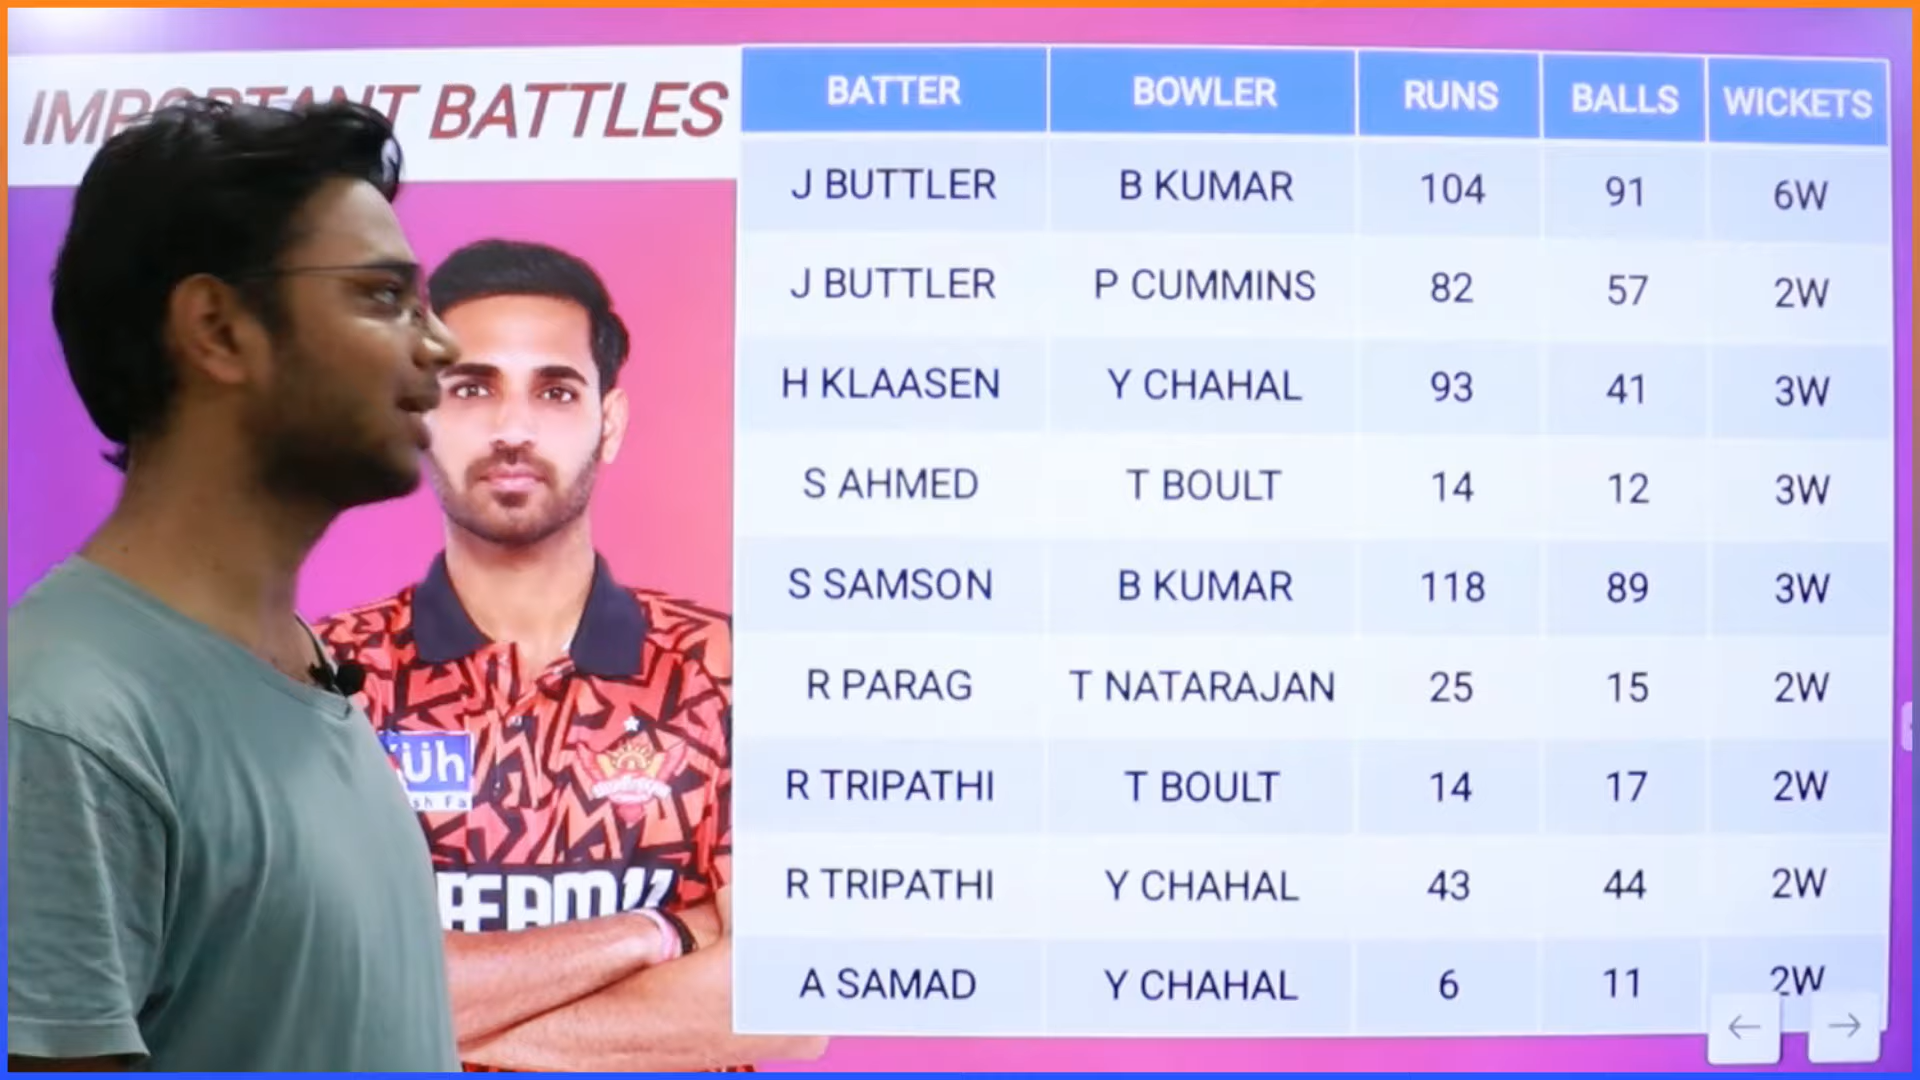 IMPORTANT BATTLES
BATTER BOWLER RUNS BALLS WICKETS
J BUTTLER B KUMAR 104 91 6W
J BUTTLER P CUMMINS 82 57 2W
H KLAASEN Y CHAHAL 93 41 3W
S AHMED T BOULT 14 12 3W
S SAMSON B KUMAR 118 89 3W
R PARAG T NATARAJAN 25 15 2W
R TRIPATHI T BOULT 14 17 2W
R TRIPATHI Y CHAHAL 43 44 2W
A SAMAD Y CHAHAL 6 11 2W